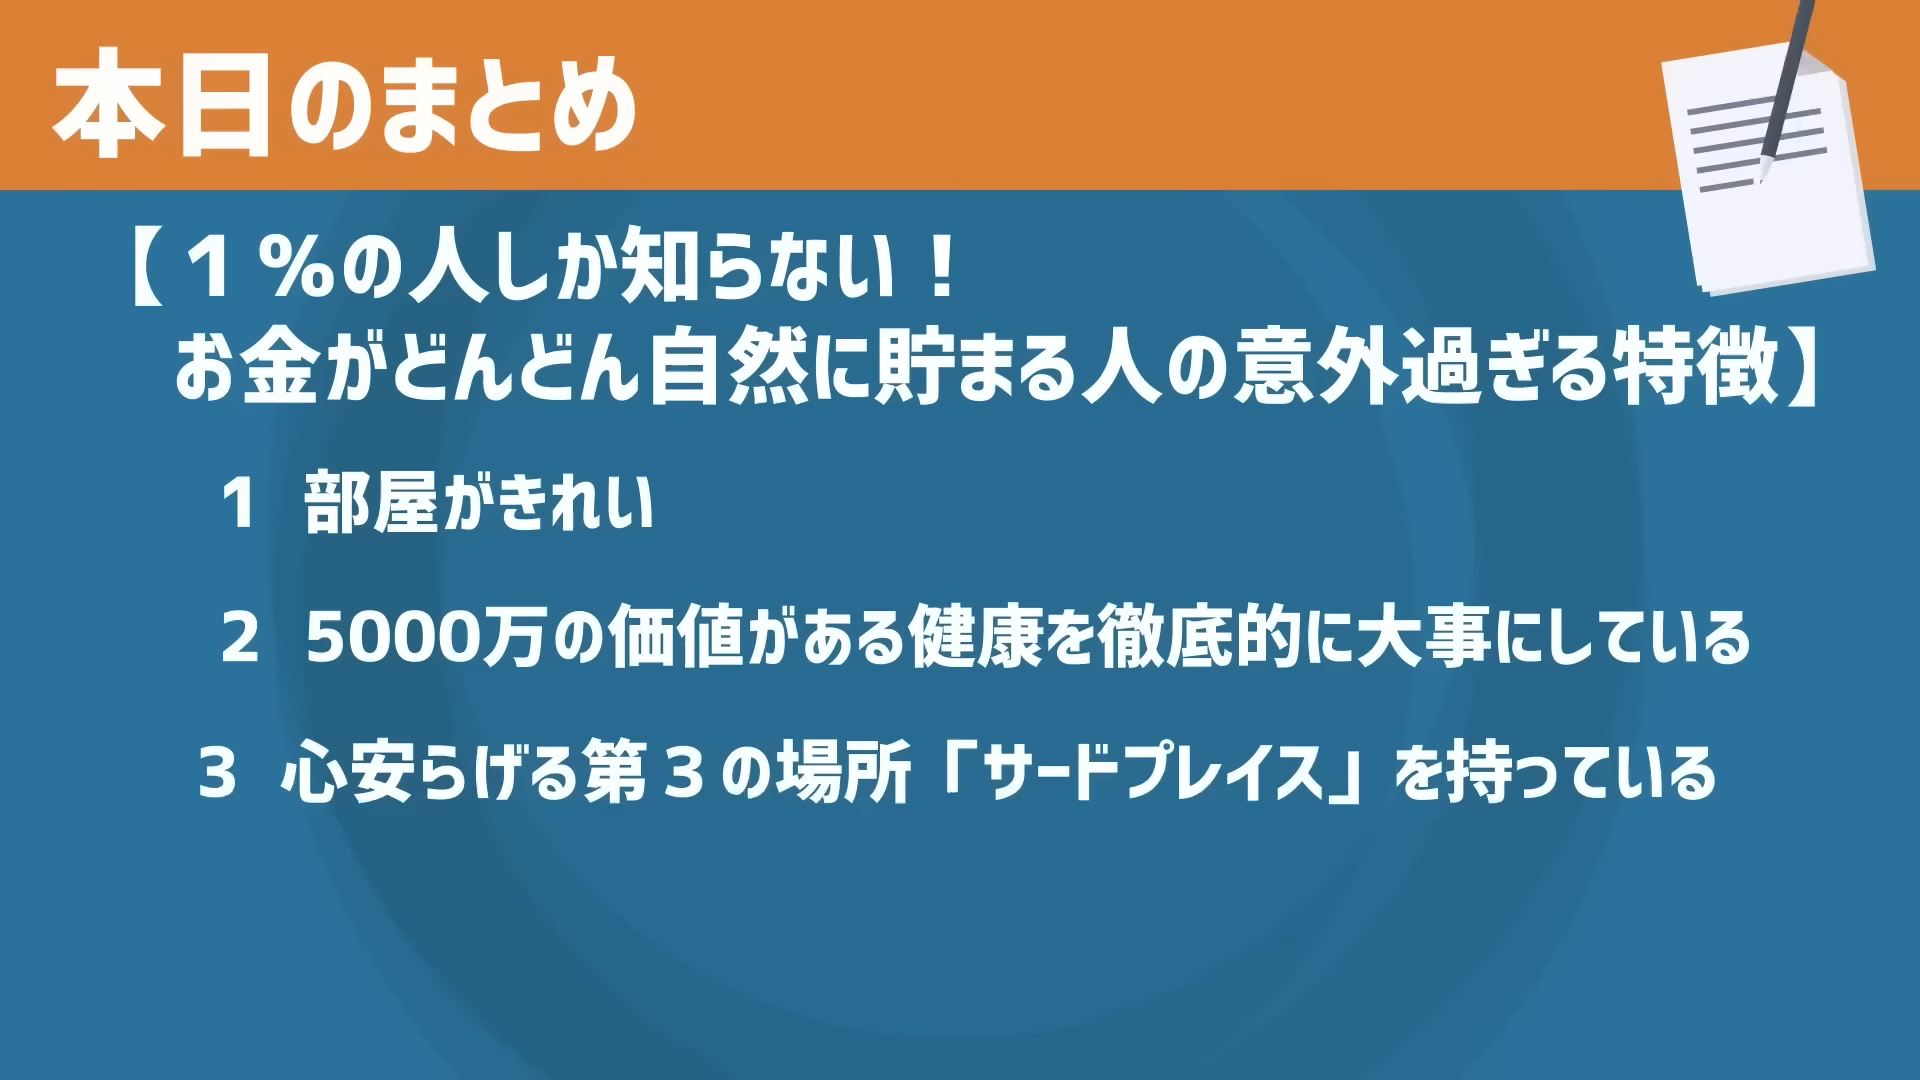 本日のまとめ
【１％の人しか知らない！
お金がどんどん自然に貯まる人の意外過ぎる特徴】
1 部屋がきれい
2 5000万の価値がある健康を徹底的に大事にしている
3 心安らげる第３の場所「サードプレイス」を持っている